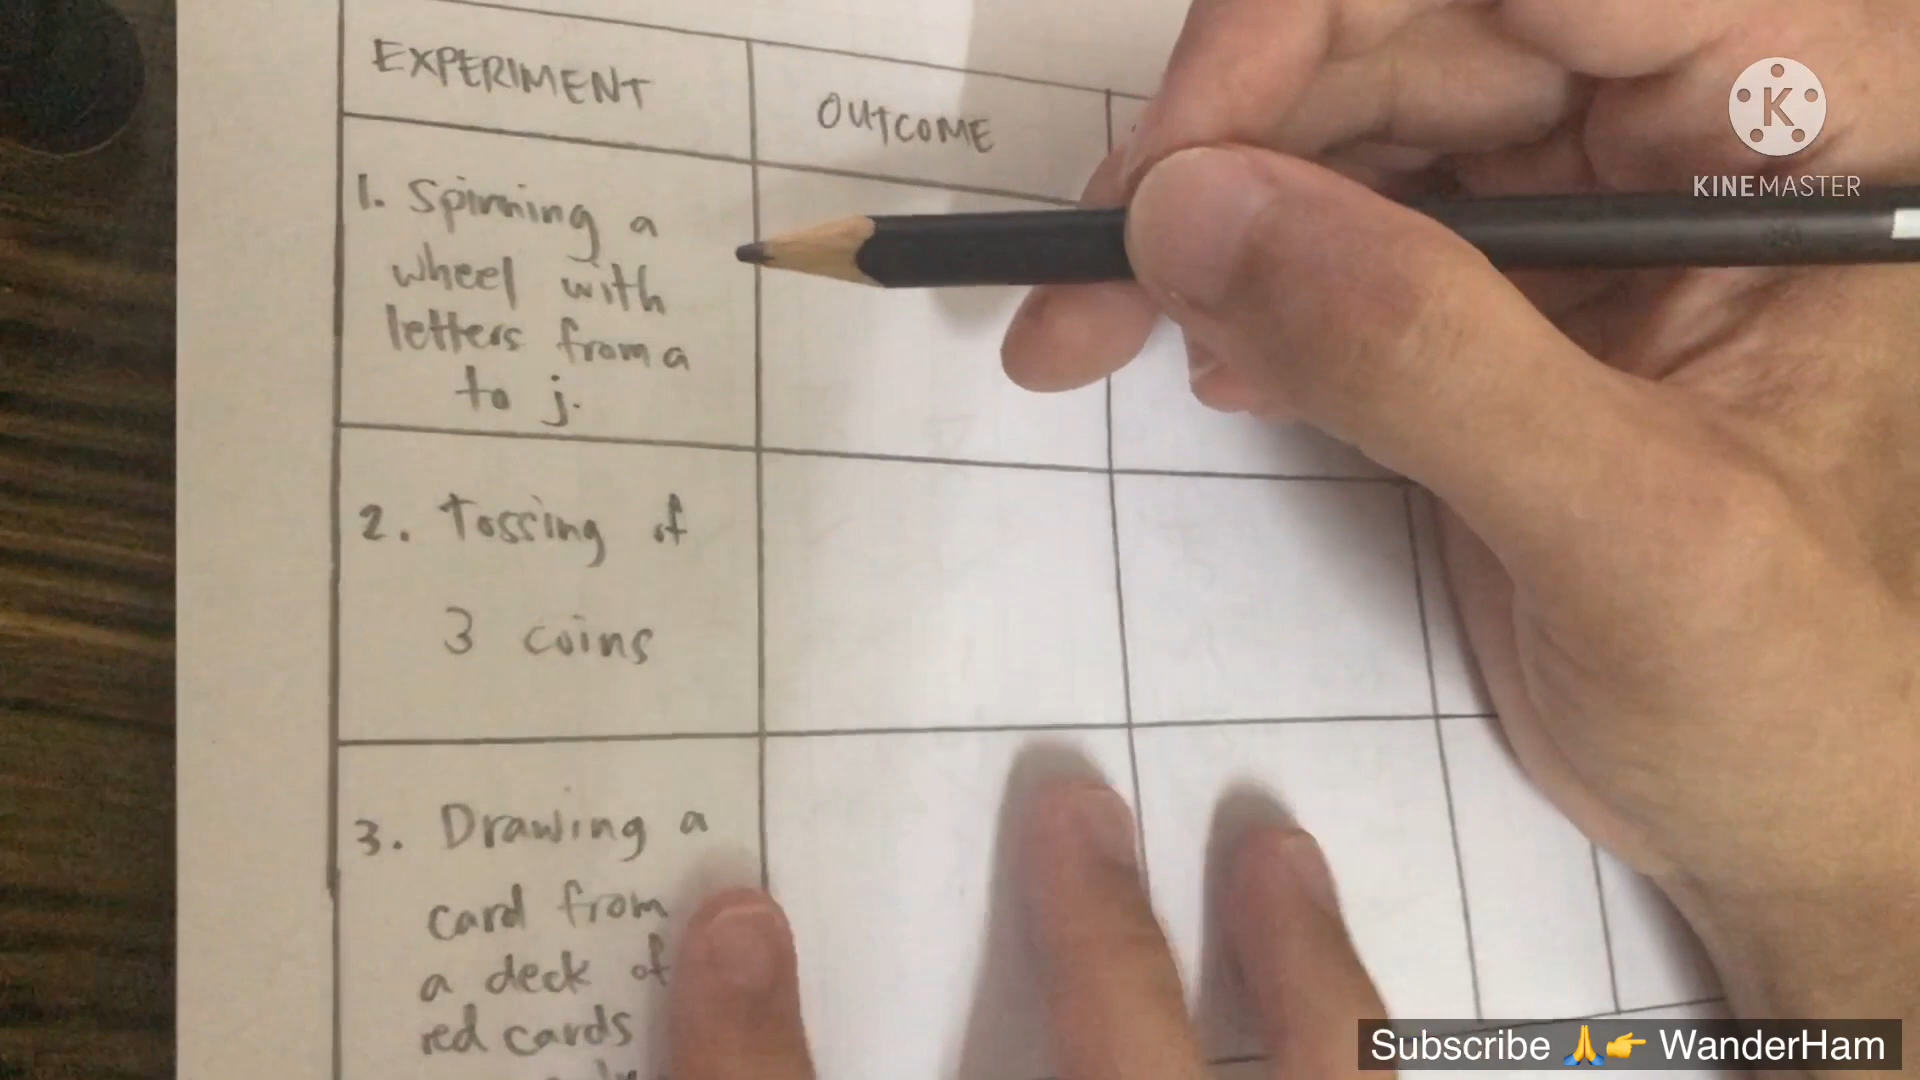 EXPERIMENT
OUTCOME
1. Spinning a
wheel with
letters from a
to j.
2. Tossing of
3 coins
3. Drawing a
card from
a deck of
red cards
K
KINEMASTER
Subscribe 🙏👉 WanderHam